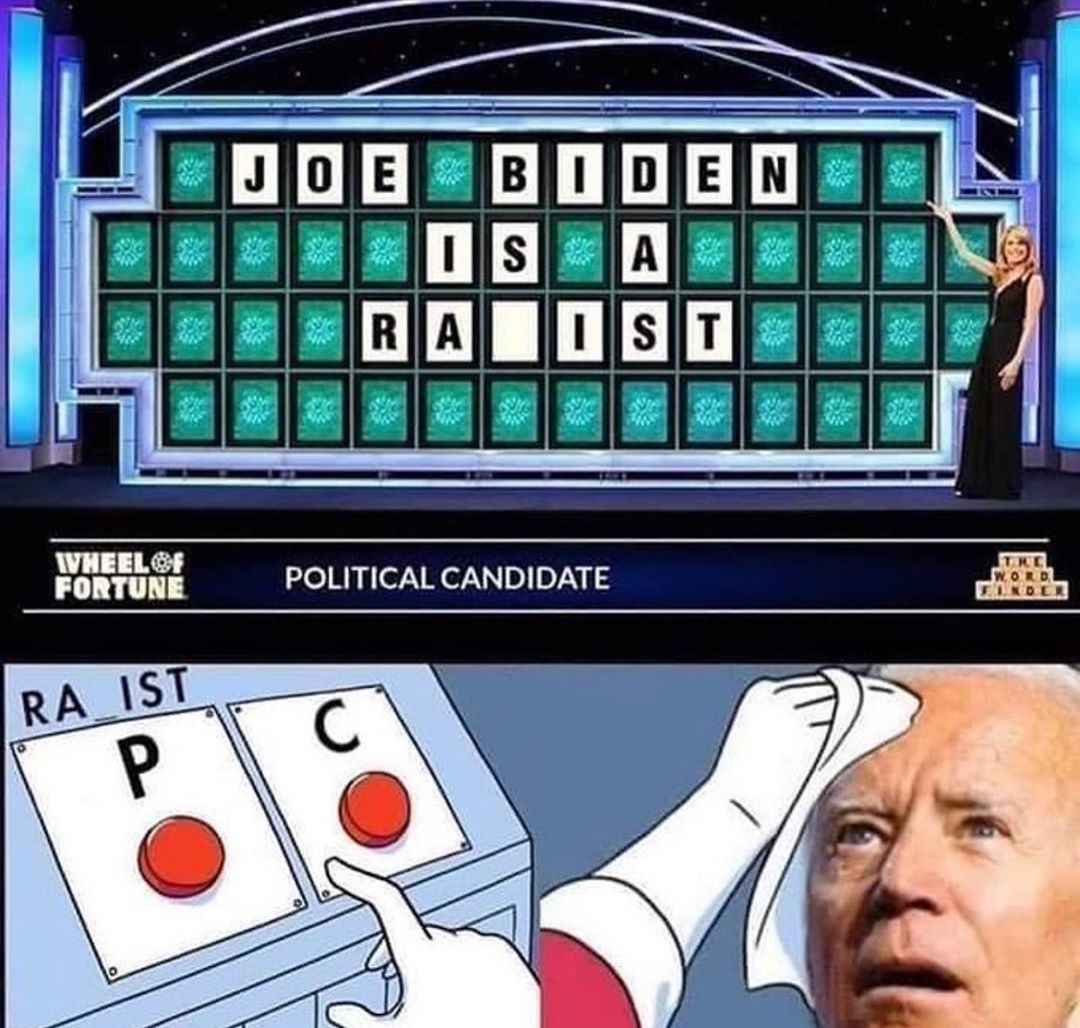 JOE BIDEN
IS A
RA IST
WHEEL OF
FORTUNE
POLITICAL CANDIDATE
THE
WORD
FINDER
RA_IST
P
C